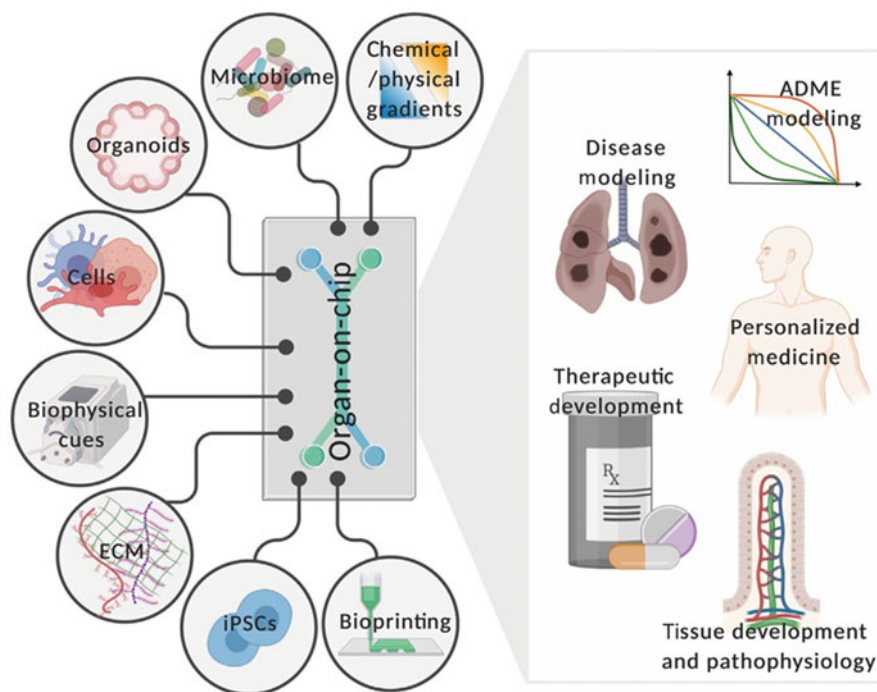 Microbiome
Chemical
/physical
gradients
Organoids
Cells
Biophysical
cues
ECM
iPSCs
Bioprinting
Organ-on-chip
ADME
modeling
Disease
modeling
Personalized
medicine
Therapeutic
development
Rx
Tissue development
and pathophysiology